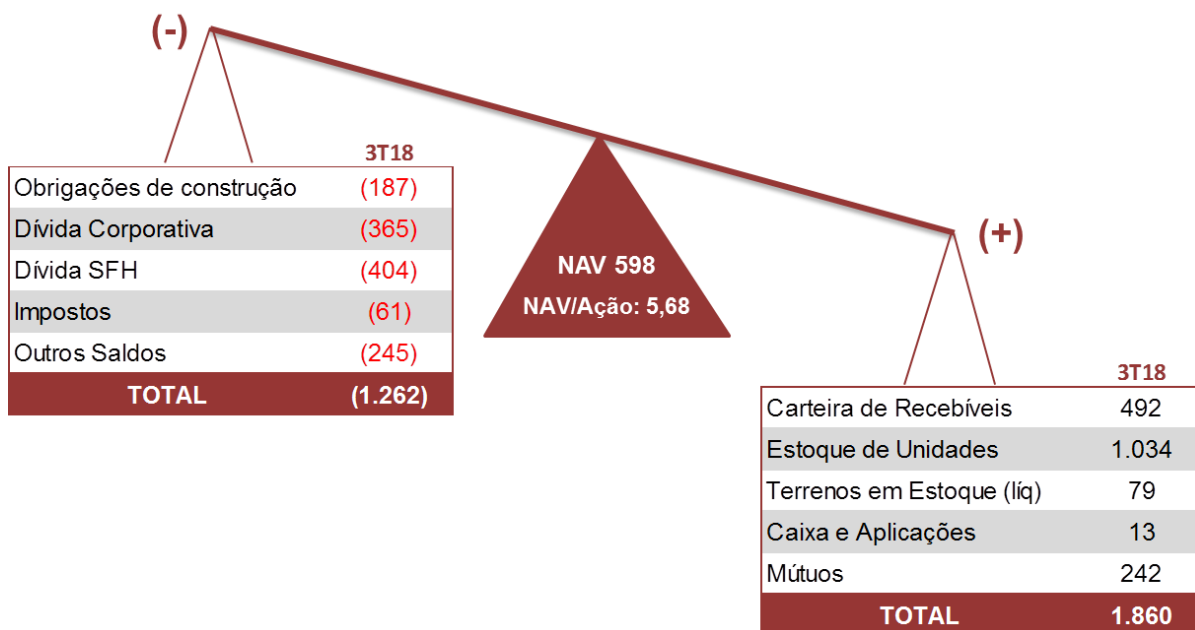 (-)
3T18
Obrigações de construção (187)
Dívida Corporativa (365)
Dívida SFH (404)
Impostos (61)
Outros Saldos (245)
TOTAL (1.262)
NAV 598
NAV/Ação: 5,68
(+)
3T18
Carteira de Recebíveis 492
Estoque de Unidades 1.034
Terrenos em Estoque (líq) 79
Caixa e Aplicações 13
Mútuos 242
TOTAL 1.860